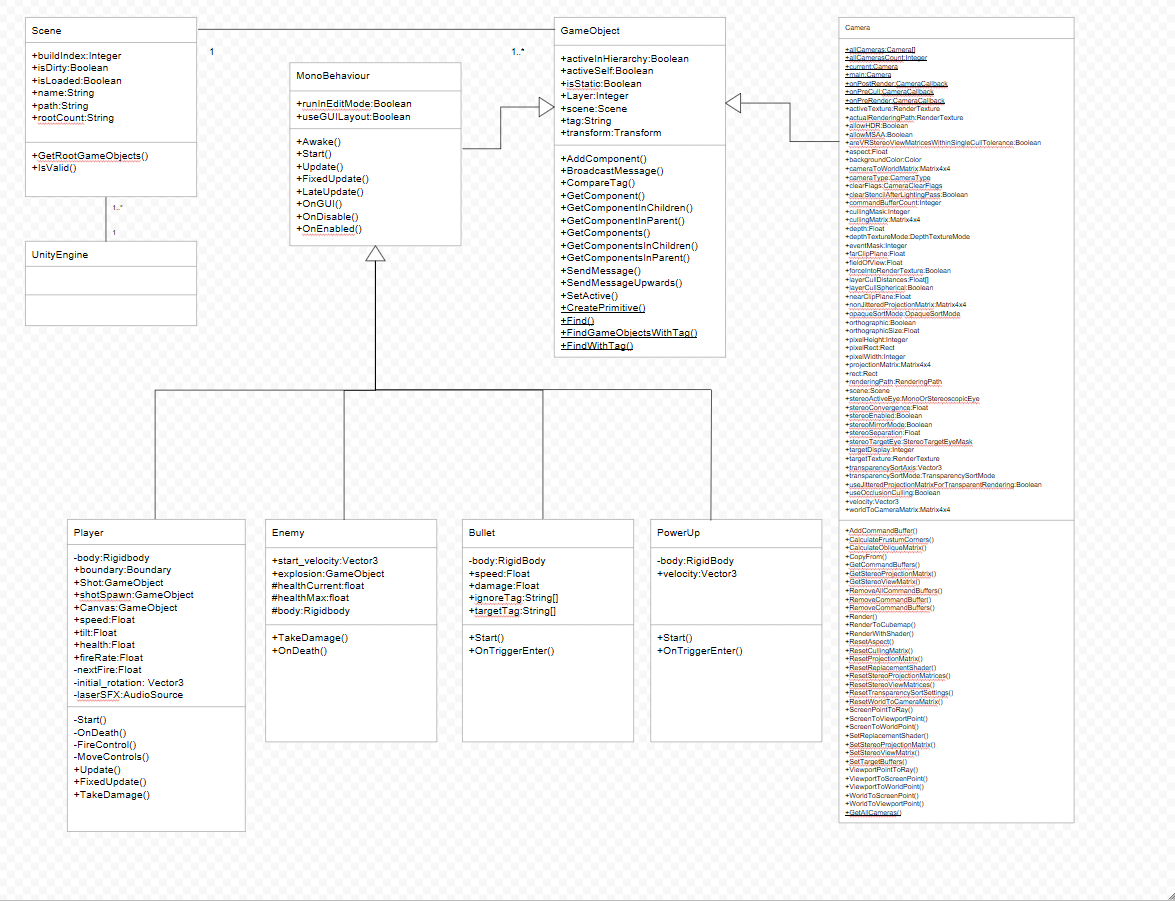 Scene
+buildIndex:Integer
+isDirty:Boolean
+isLoaded:Boolean
+name:String
+path:String
+rootCount:String
+GetRootGameObjects()
+IsValid()
1
1..*
1..*
1
UnityEngine
MonoBehaviour
+runInEditMode:Boolean
+useGUILayout:Boolean
+Awake()
+Start()
+Update()
+FixedUpdate()
+LateUpdate()
+OnGUI()
+OnDisable()
+OnEnabled()
GameObject
+activeInHierarchy:Boolean
+activeSelf:Boolean
+isStatic:Boolean
+Layer:Integer
+scene:Scene
+tag:String
+transform:Transform
+AddComponent()
+BroadcastMessage()
+CompareTag()
+GetComponent()
+GetComponentInChildren()
+GetComponentInParent()
+GetComponents()
+GetComponentsInChildren()
+GetComponentsInParent()
+SendMessage()
+SendMessageUpwards()
+SetActive()
+CreatePrimitive()
+Find()
+FindGameObjectsWithTag()
+FindWithTag()
Camera
+allCameras:Camera[]
+allCamerasCount:Integer
+current:Camera
+main:Camera
+onPostRender:CameraCallback
+onPreCull:CameraCallback
+onPreRender:CameraCallback
+activeTexture:RenderTexture
+actualRenderingPath:RenderTexture
+allowHDR:Boolean
+allowMSAA:Boolean
+areVRStereoViewMatricesWithinSingleCullTolerance:Boolean
+aspect:Float
+backgroundColor:Color
+cameraToWorldMatrix:Matrix4x4
+cameraType:CameraType
+clearFlags:CameraClearFlags
+clearStencilAfterLightingPass:Boolean
+commandBufferCount:Integer
+cullingMask:Integer
+cullingMatrix:Matrix4x4
+depth:Float
+depthTextureMode:DepthTextureMode
+eventMask:Integer
+farClipPlane:Float
+fieldOfView:Float
+forceIntoRenderTexture:Boolean
+layerCullDistances:Float[]
+layerCullSpherical:Boolean
+nearClipPlane:Float
+nonJitteredProjectionMatrix:Matrix4x4
+opaqueSortMode:OpaqueSortMode
+orthographic:Boolean
+orthographicSize:Float
+pixelHeight:Integer
+pixelRect:Rect
+pixelWidth:Integer
+projectionMatrix:Matrix4x4
+rect:Rect
+renderingPath:RenderingPath
+scene:Scene
+stereoActiveEye:MonoOrStereoscopicEye
+stereoConvergence:Float
+stereoEnabled:Boolean
+stereoMirrorMode:Boolean
+stereoSeparation:Float
+stereoTargetEye:StereoTargetEyeMask
+targetDisplay:Integer
+targetTexture:RenderTexture
+transparencySortAxis:Vector3
+transparencySortMode:TransparencySortMode
+useJitteredProjectionMatrixForTransparentRendering:Boolean
+useOcclusionCulling:Boolean
+velocity:Vector3
+worldToCameraMatrix:Matrix4x4
+AddCommandBuffer()
+CalculateFrustumCorners()
+CalculateObliqueMatrix()
+CopyFrom()
+GetCommandBuffers()
+GetStereoProjectionMatrix()
+GetStereoViewMatrix()
+RemoveAllCommandBuffers()
+RemoveCommandBuffer()
+RemoveCommandBuffers()
+Render()
+RenderToCubemap()
+RenderWithShader()
+ResetAspect()
+ResetCullingMatrix()
+ResetProjectionMatrix()
+ResetReplacementShader()
+ResetStereoProjectionMatrices()
+ResetStereoViewMatrices()
+ResetTransparencySortSettings()
+ResetWorldToCameraMatrix()
+ScreenPointToRay()
+ScreenToViewportPoint()
+ScreenToWorldPoint()
+SetReplacementShader()
+SetStereoProjectionMatrix()
+SetStereoViewMatrix()
+SetTargetBuffers()
+ViewportPointToRay()
+ViewportToScreenPoint()
+ViewportToWorldPoint()
+WorldToScreenPoint()
+WorldToViewportPoint()
+GetAllCameras()
Player
-body:Rigidbody
+boundary:Boundary
+Shot:GameObject
+shotSpawn:GameObject
+Canvas:GameObject
+speed:Float
+tilt:Float
+health:Float
+fireRate:Float
-nextFire:Float
-initial_rotation: Vector3
-laserSFX:AudioSource
-Start()
-OnDeath()
-FireControl()
-MoveControls()
+Update()
+FixedUpdate()
+TakeDamage()
Enemy
+start_velocity:Vector3
+explosion:GameObject
#healthCurrent:float
#healthMax:float
#body:Rigidbody
+TakeDamage()
+OnDeath()
Bullet
-body:RigidBody
+speed:Float
+damage:Float
+ignoreTag:String[]
+targetTag:String[]
+Start()
+OnTriggerEnter()
PowerUp
-body:RigidBody
+velocity:Vector3
+Start()
+OnTriggerEnter()